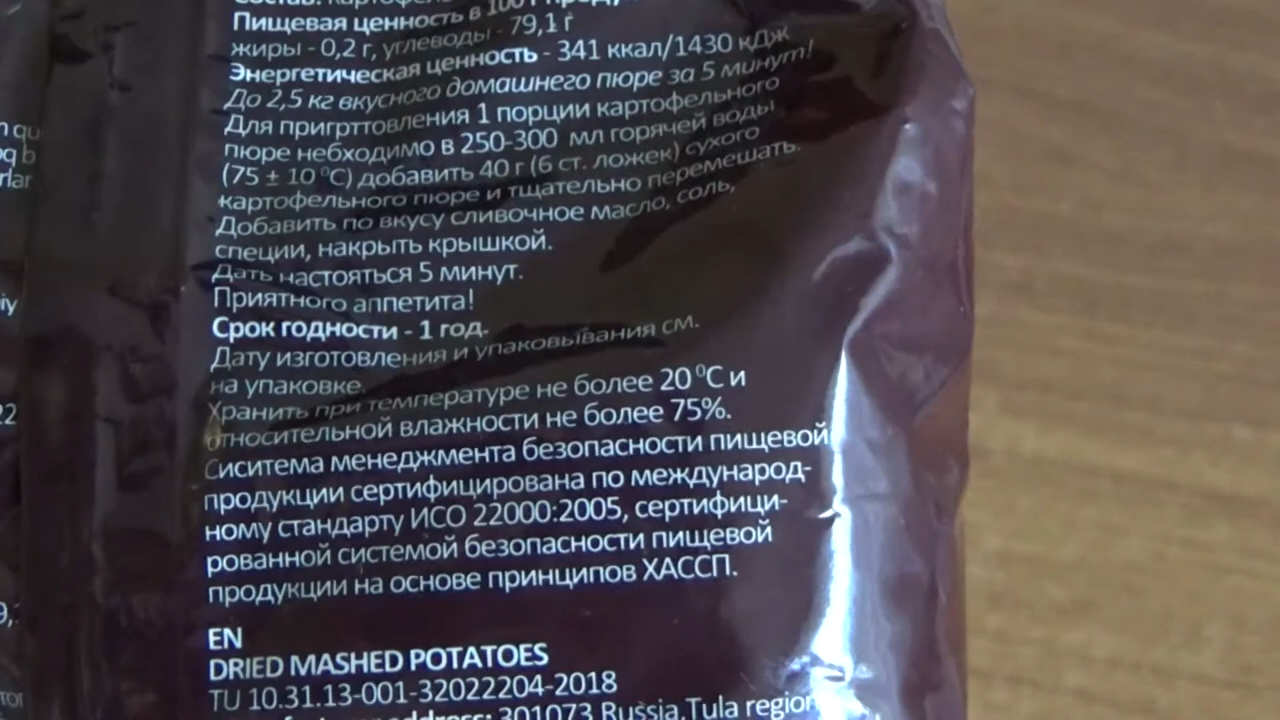 Состав: картофель
Пищевая ценность в 100 г
жиры - 0,2 г, углеводы - 79,1 г
Энергетическая ценность - 341 ккал/1430 кДж
До 2,5 кг вкусного домашнего пюре за 5 минут!
Для пригрттовления 1 порции картофельного
пюре небходимо в 250-300 мл горячей воды
(75 ± 10 °C) добавить 40 г (6 ст. ложек) сухого
картофельного пюре и тщательно перемешать.
Добавить по вкусу сливочное масло, соль,
специи, накрыть крышкой.
Дать настояться 5 минут.
Приятного аппетита!
Срок годности - 1 год.
Дату изготовления и упаковывания см.
на упаковке.
Хранить при температуре не более 20 °C и
относительной влажности не более 75%.
Сиситема менеджмента безопасности пищевой
продукции сертифицирована по международ-
ному стандарту ИСО 22000:2005, сертифици-
рованной системой безопасности пищевой
продукции на основе принципов ХАССП.
EN
DRIED MASHED POTATOES
TU 10.31.13-001-32022204-2018
address: 301073 Russia, Tula region